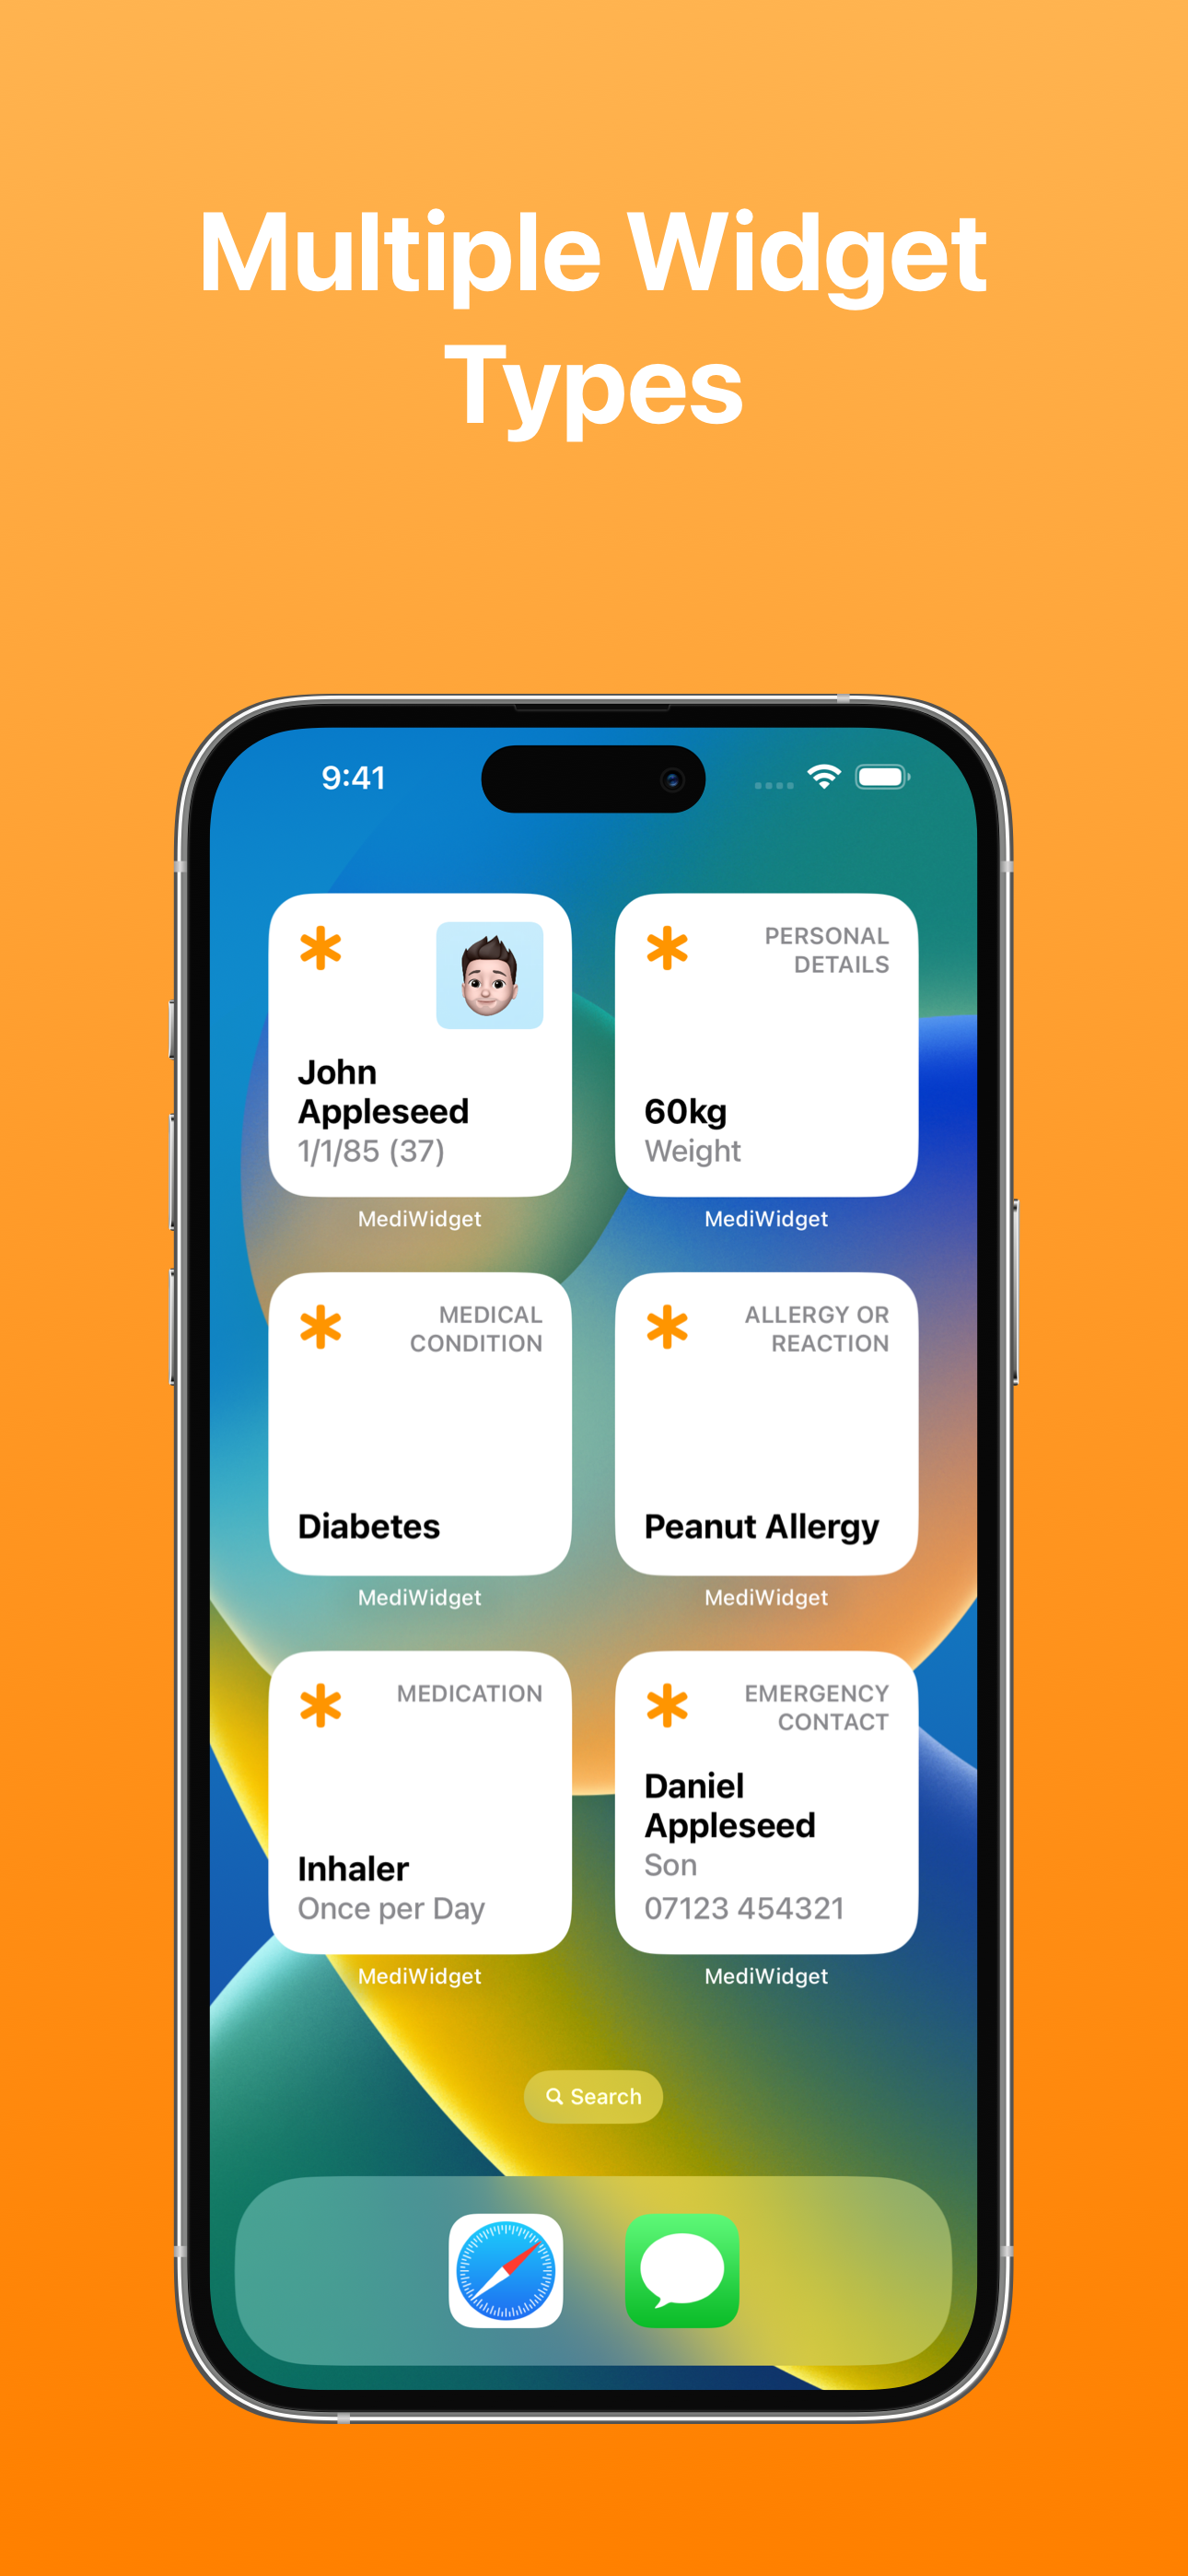 Multiple Widget
Types
9:41
John
Appleseed
1/1/85 (37)
MediWidget
PERSONAL
DETAILS
60kg
Weight
MediWidget
MEDICAL
CONDITION
Diabetes
MediWidget
ALLERGY OR
REACTION
Peanut Allergy
MediWidget
MEDICATION
Inhaler
Once per Day
MediWidget
EMERGENCY
CONTACT
Daniel
Appleseed
Son
07123 454321
MediWidget
Search